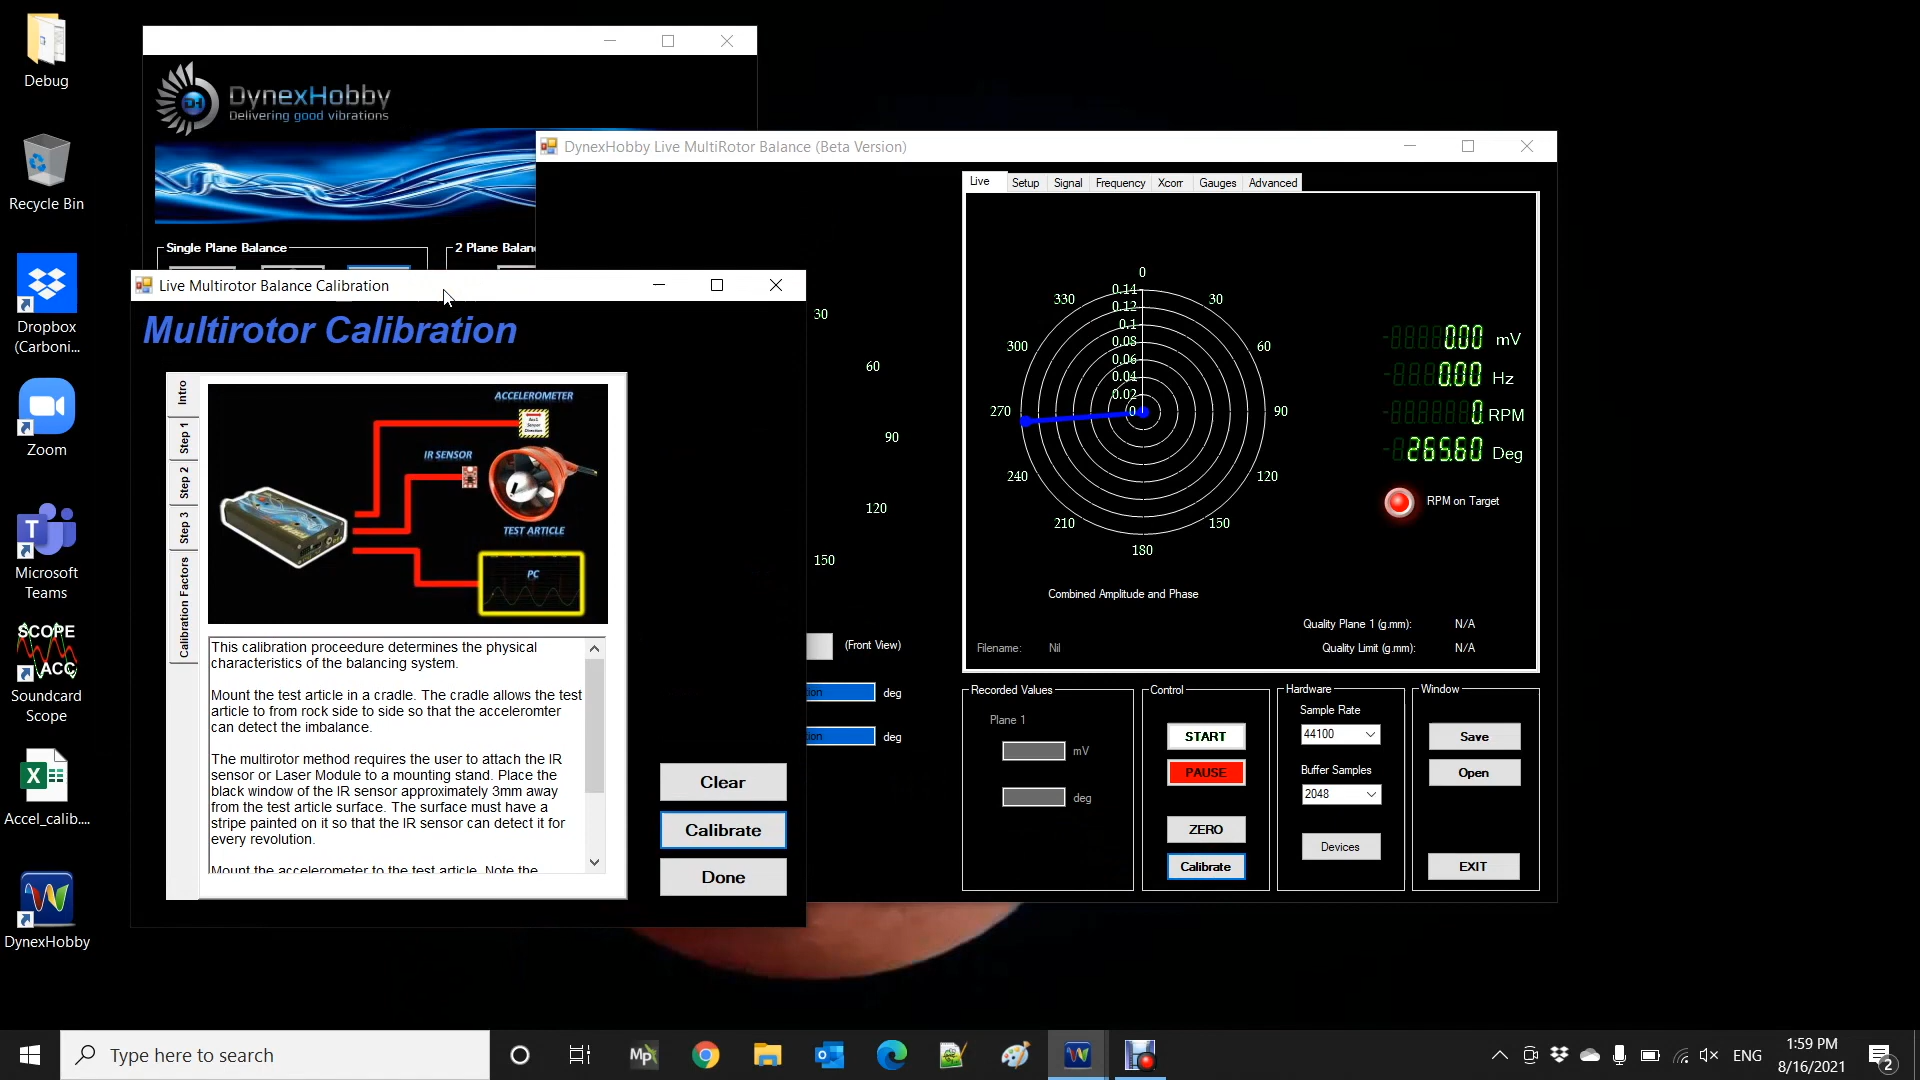 Debug
Recycle Bin
Dropbox
(Carboni...
Zoom
Microsoft
Teams
SCOPE
ACC
Soundcard
Scope
Accel_calib....
DynexHobby
DH
DynexHobby
Delivering good vibrations
Single Plane Balance
2 Plane Balan
DynexHobby Live MultiRotor Balance (Beta Version)
Live
Setup
Signal
Frequency
Xcorr
Gauges
Advanced
0
30
60
90
120
150
180
210
240
270
300
330
0.14
0.12
0.1
0.08
0.06
0.04
0.02
0
0.00 mV
0.00 Hz
0 RPM
265.60 Deg
RPM on Target
Combined Amplitude and Phase
Quality Plane 1 (g.mm): N/A
Quality Limit (g.mm): N/A
Filename: Nil
30
60
90
120
150
(Front View)
deg
deg
Recorded Values
Plane 1
mV
deg
Control
START
PAUSE
ZERO
Calibrate
Hardware
Sample Rate
44100
Buffer Samples
2048
Devices
Window
Save
Open
EXIT
Live Multirotor Balance Calibration
Multirotor Calibration
Intro
Step 1
Step 2
Step 3
Calibration Factors
ACCELEROMETER
IR SENSOR
TEST ARTICLE
PC
This calibration proceedure determines the physical
characteristics of the balancing system.
Mount the test article in a cradle. The cradle allows the test
article to from rock side to side so that the acceleromter
can detect the imbalance.
The multirotor method requires the user to attach the IR
sensor or Laser Module to a mounting stand. Place the
black window of the IR sensor approximately 3mm away
from the test article surface. The surface must have a
stripe painted on it so that the IR sensor can detect it for
every revolution.
Mount the accelerometer to the test article. Note the
Clear
Calibrate
Done
Type here to search
Mp
ENG
1:59 PM
8/16/2021
2